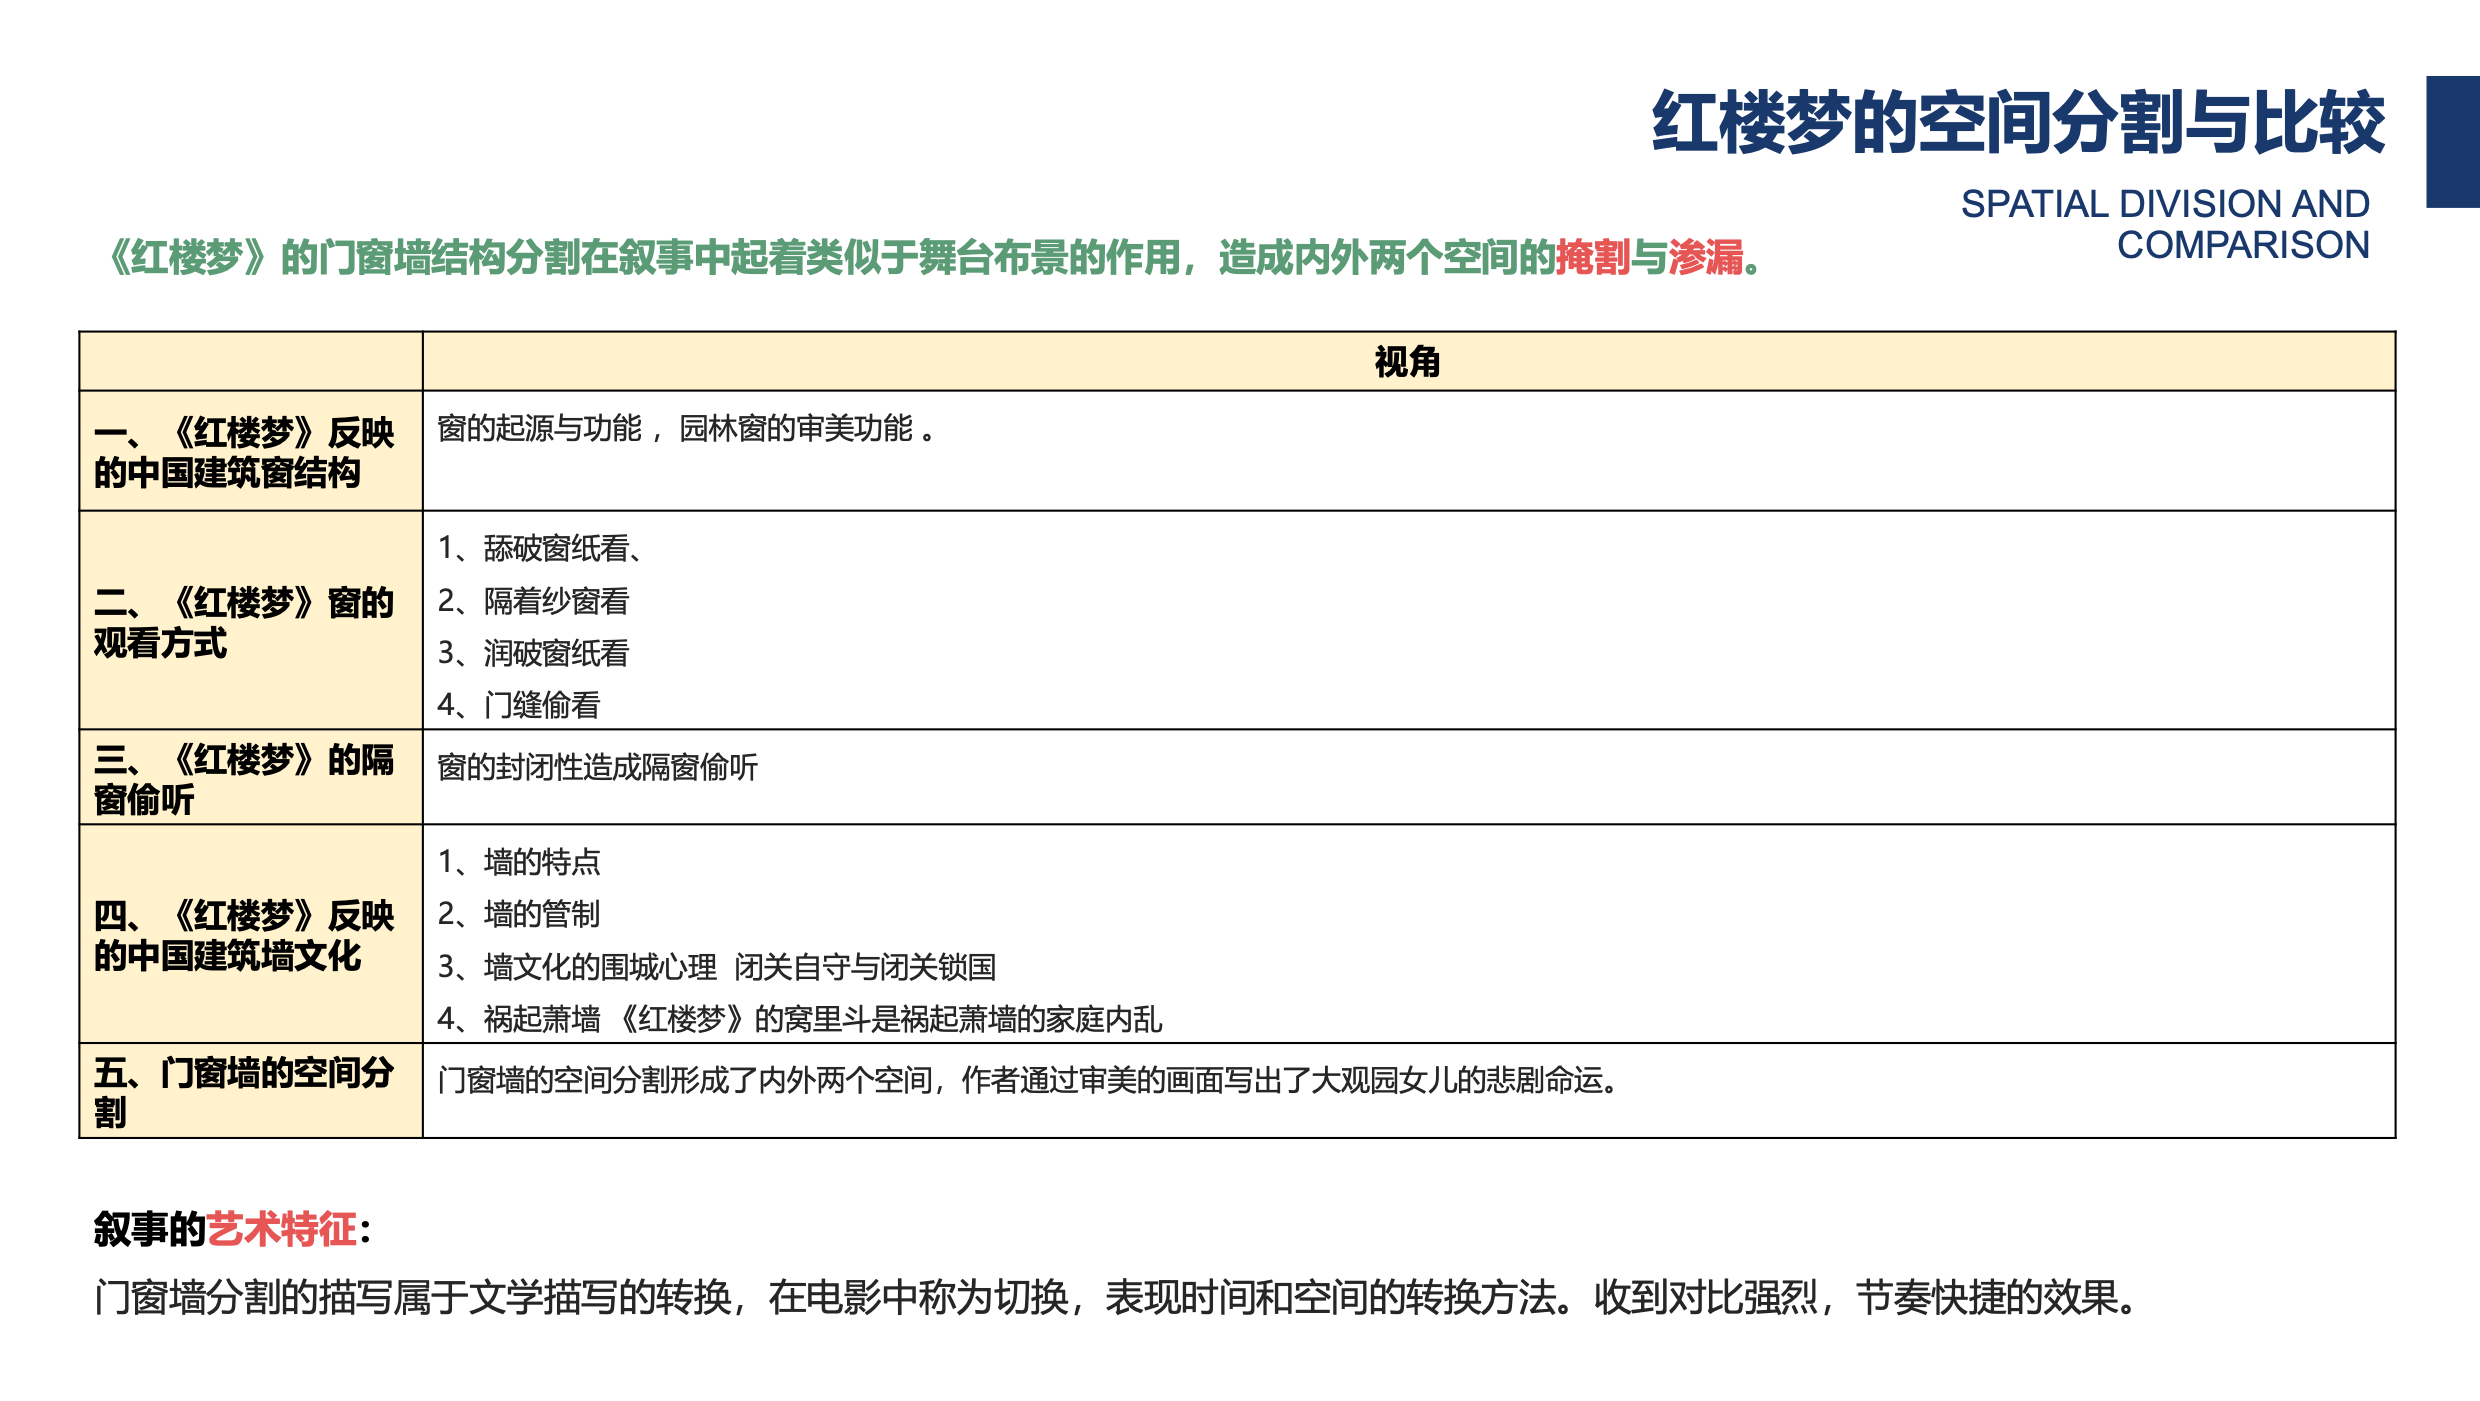 红楼梦的空间分割与比较
SPATIAL DIVISION AND
COMPARISON
《红楼梦》的门窗墙结构分割在叙事中起着类似于舞台布景的作用，造成内外两个空间的掩割与渗漏。
视角
一、《红楼梦》反映
的中国建筑窗结构
窗的起源与功能 ，园林窗的审美功能 。
二、《红楼梦》窗的
观看方式
1、舔破窗纸看、
2、隔着纱窗看
3、润破窗纸看
4、门缝偷看
三、《红楼梦》的隔
窗偷听
窗的封闭性造成隔窗偷听
四、《红楼梦》反映
的中国建筑墙文化
1、墙的特点
2、墙的管制
3、墙文化的围城心理 闭关自守与闭关锁国
4、祸起萧墙 《红楼梦》的窝里斗是祸起萧墙的家庭内乱
五、门窗墙的空间分
割
门窗墙的空间分割形成了内外两个空间，作者通过审美的画面写出了大观园女儿的悲剧命运。
叙事的艺术特征：
门窗墙分割的描写属于文学描写的转换，在电影中称为切换，表现时间和空间的转换方法。收到对比强烈，节奏快捷的效果。